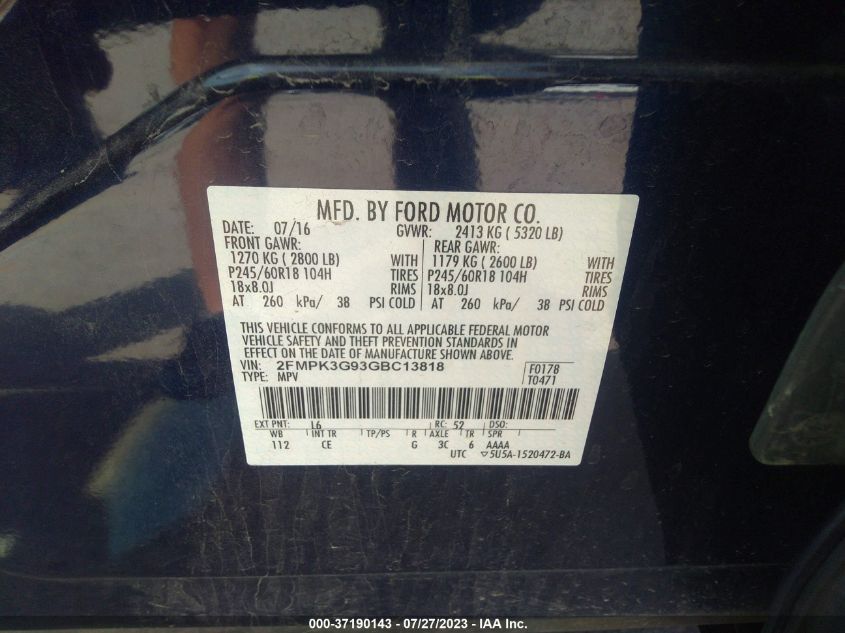 MFD. BY FORD MOTOR CO.
DATE: 07/16 GVWR: 2413 KG ( 5320 LB)
FRONT GAWR: REAR GAWR:
1270 KG ( 2800 LB) WITH 1179 KG ( 2600 LB) WITH
P245/60R18 104H TIRES P245/60R18 104H TIRES
18x8.0J RIMS 18x8.0J RIMS
AT 260 kPa/ 38 PSI COLD AT 260 kPa/ 38 PSI COLD
THIS VEHICLE CONFORMS TO ALL APPLICABLE FEDERAL MOTOR
VEHICLE SAFETY AND THEFT PREVENTION STANDARDS IN
EFFECT ON THE DATE OF MANUFACTURE SHOWN ABOVE.
VIN: 2FMPK3G93GBC13818 F0178
TYPE: MPV T0471
EXT PNT: L6 RC: 52 DSO:
WB INT TR TP/PS R AXLE TR SPR
112 CE G 3C 6 AAAA
UTC ▽5U5A-1520472-BA
000-37190143 / 07/27/2023 - IAA Inc.